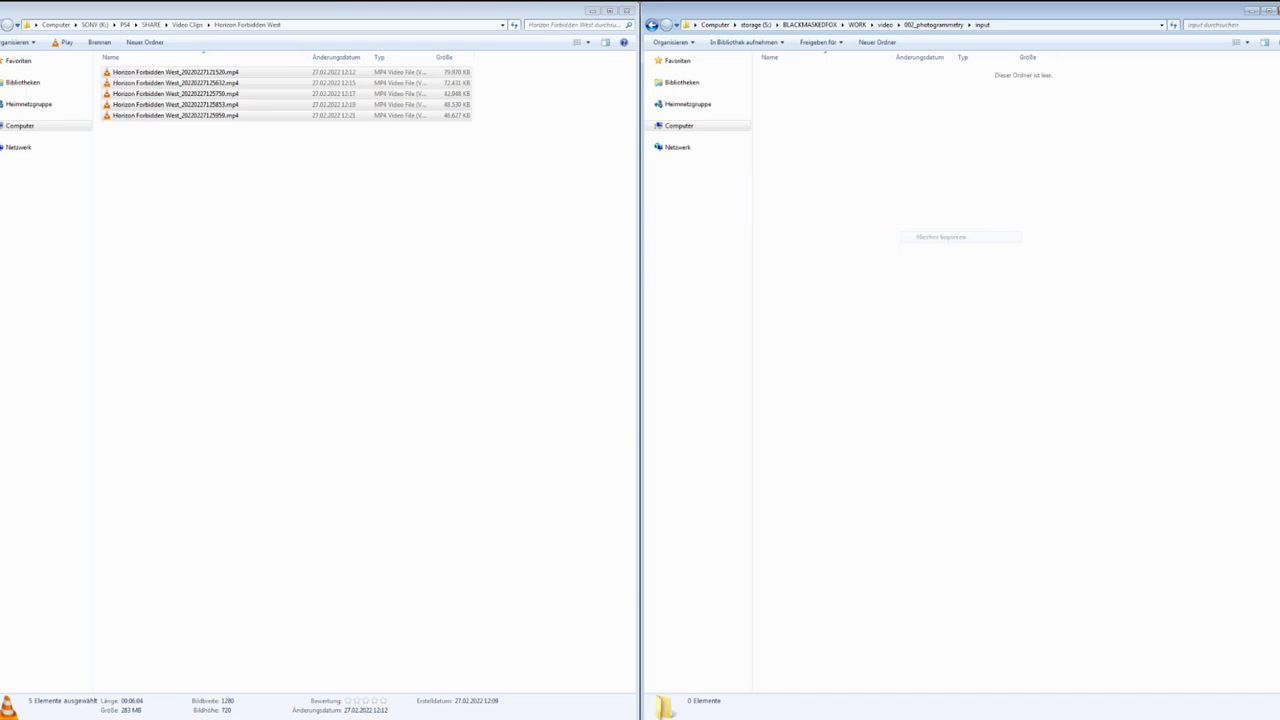 Computer ▸ SONY (K:) ▸ PS4 ▸ SHARE ▸ Video Clips ▸ Horizon Forbidden West
Horizon Forbidden West durchsu...
Organisieren Play Brennen Neuer Ordner
Favoriten
Bibliotheken
Heimnetzgruppe
Computer
Netzwerk
Name Änderungsdatum Typ Größe
Horizon Forbidden West_20220227121520.mp4 27.02.2022 12:12 MP4 Video File (V... 79.970 KB
Horizon Forbidden West_20220227125632.mp4 27.02.2022 12:15 MP4 Video File (V... 72.431 KB
Horizon Forbidden West_20220227125750.mp4 27.02.2022 12:17 MP4 Video File (V... 42.948 KB
Horizon Forbidden West_20220227125853.mp4 27.02.2022 12:19 MP4 Video File (V... 48.530 KB
Horizon Forbidden West_20220227125959.mp4 27.02.2022 12:21 MP4 Video File (V... 46.627 KB
5 Elemente ausgewählt Länge: 00:06:04 Bildbreite: 1280 Bewertung: Erstelldatum: 27.02.2022 12:09
Größe: 283 MB Bildhöhe: 720 Änderungsdatum: 27.02.2022 12:12
Computer ▸ storage (S:) ▸ BLACKMASKEDFOX ▸ WORK ▸ video ▸ 002_photogrammetry ▸ input
input durchsuchen
Organisieren In Bibliothek aufnehmen Freigeben für Neuer Ordner
Favoriten
Bibliotheken
Heimnetzgruppe
Computer
Netzwerk
Name Änderungsdatum Typ Größe
Dieser Ordner ist leer.
Hierher kopieren
0 Elemente